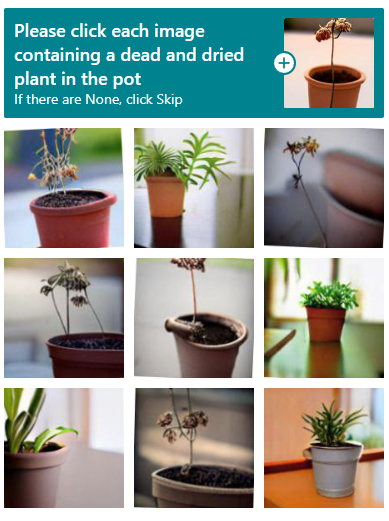 Please click each image
containing a dead and dried
plant in the pot
If there are None, click Skip